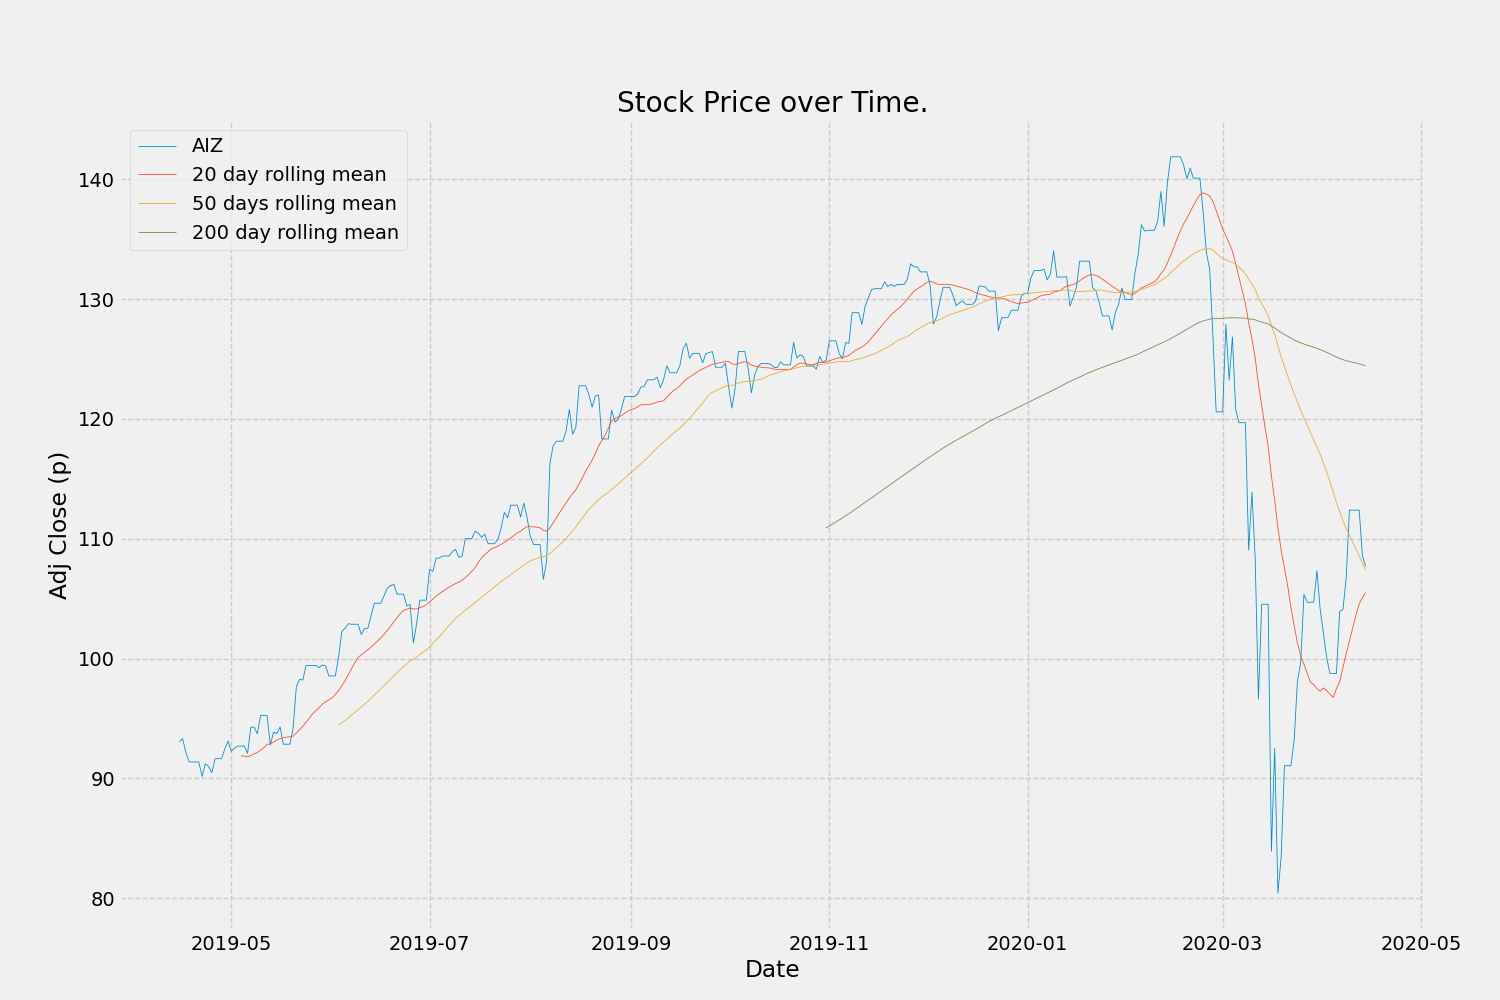 Stock Price over Time.
AIZ
20 day rolling mean
50 days rolling mean
200 day rolling mean
140
130
120
110
100
90
80
Adj Close (p)
2019-05 2019-07 2019-09 2019-11 2020-01 2020-03 2020-05
Date